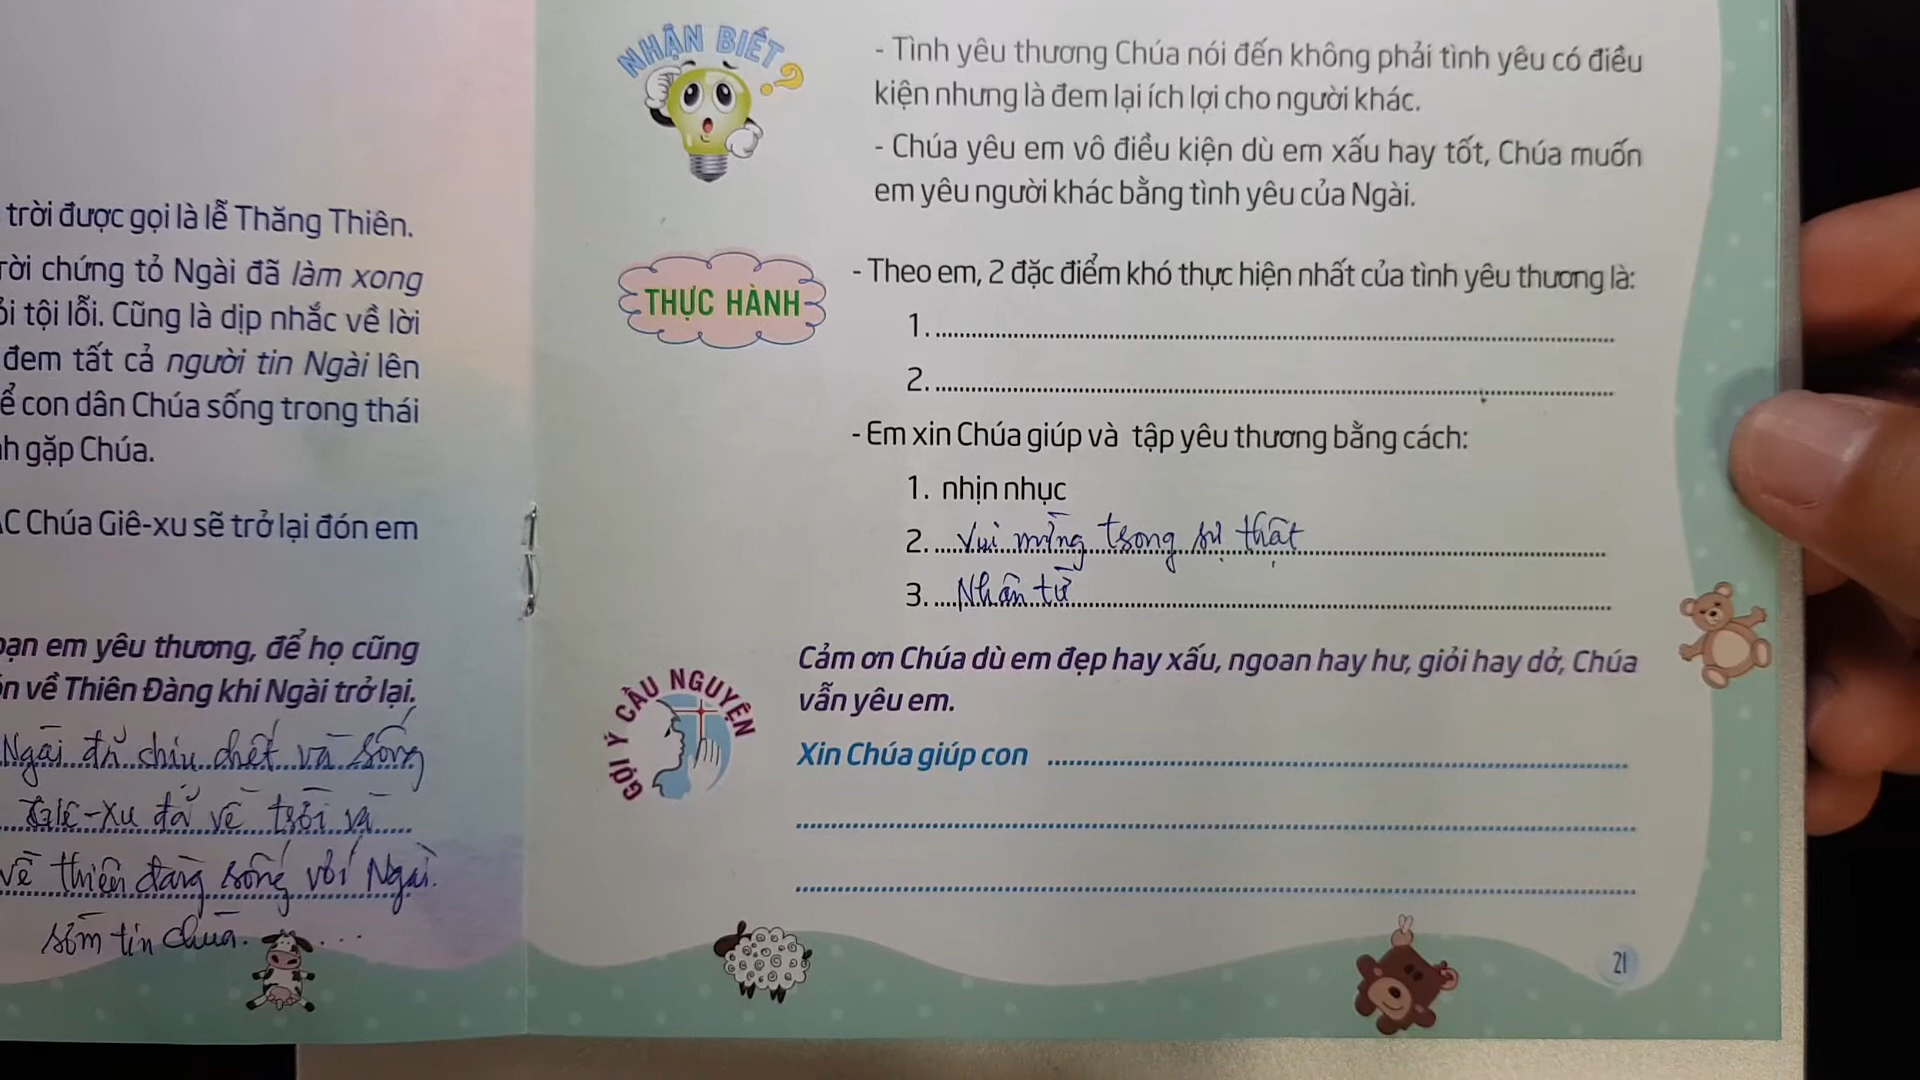 trời được gọi là lễ Thăng Thiên.
rời chứng tỏ Ngài đã làm xong
ỏi tội lỗi. Cũng là dịp nhắc về lời
đem tất cả người tin Ngài lên
ể con dân Chúa sống trong thái
nh gặp Chúa.
ÁC Chúa Giê-xu sẽ trở lại đón em
bạn em yêu thương, để họ cũng
ón về Thiên Đàng khi Ngài trở lại.
Ngài đã chịu chết và sống
Giê-Xu đã về trời và
về thiên đàng sống với Ngài.
sớm tin chúa. ...
NHẬN BIẾT?
- Tình yêu thương Chúa nói đến không phải tình yêu có điều
kiện nhưng là đem lại ích lợi cho người khác.
- Chúa yêu em vô điều kiện dù em xấu hay tốt, Chúa muốn
em yêu người khác bằng tình yêu của Ngài.
THỰC HÀNH
- Theo em, 2 đặc điểm khó thực hiện nhất của tình yêu thương là:
1.
2.
- Em xin Chúa giúp và tập yêu thương bằng cách:
1. nhịn nhục
2. Vui mừng trong sự thật
3. Nhân từ
GỢI Ý CẦU NGUYỆN
Cảm ơn Chúa dù em đẹp hay xấu, ngoan hay hư, giỏi hay dở, Chúa
vẫn yêu em.
Xin Chúa giúp con
21